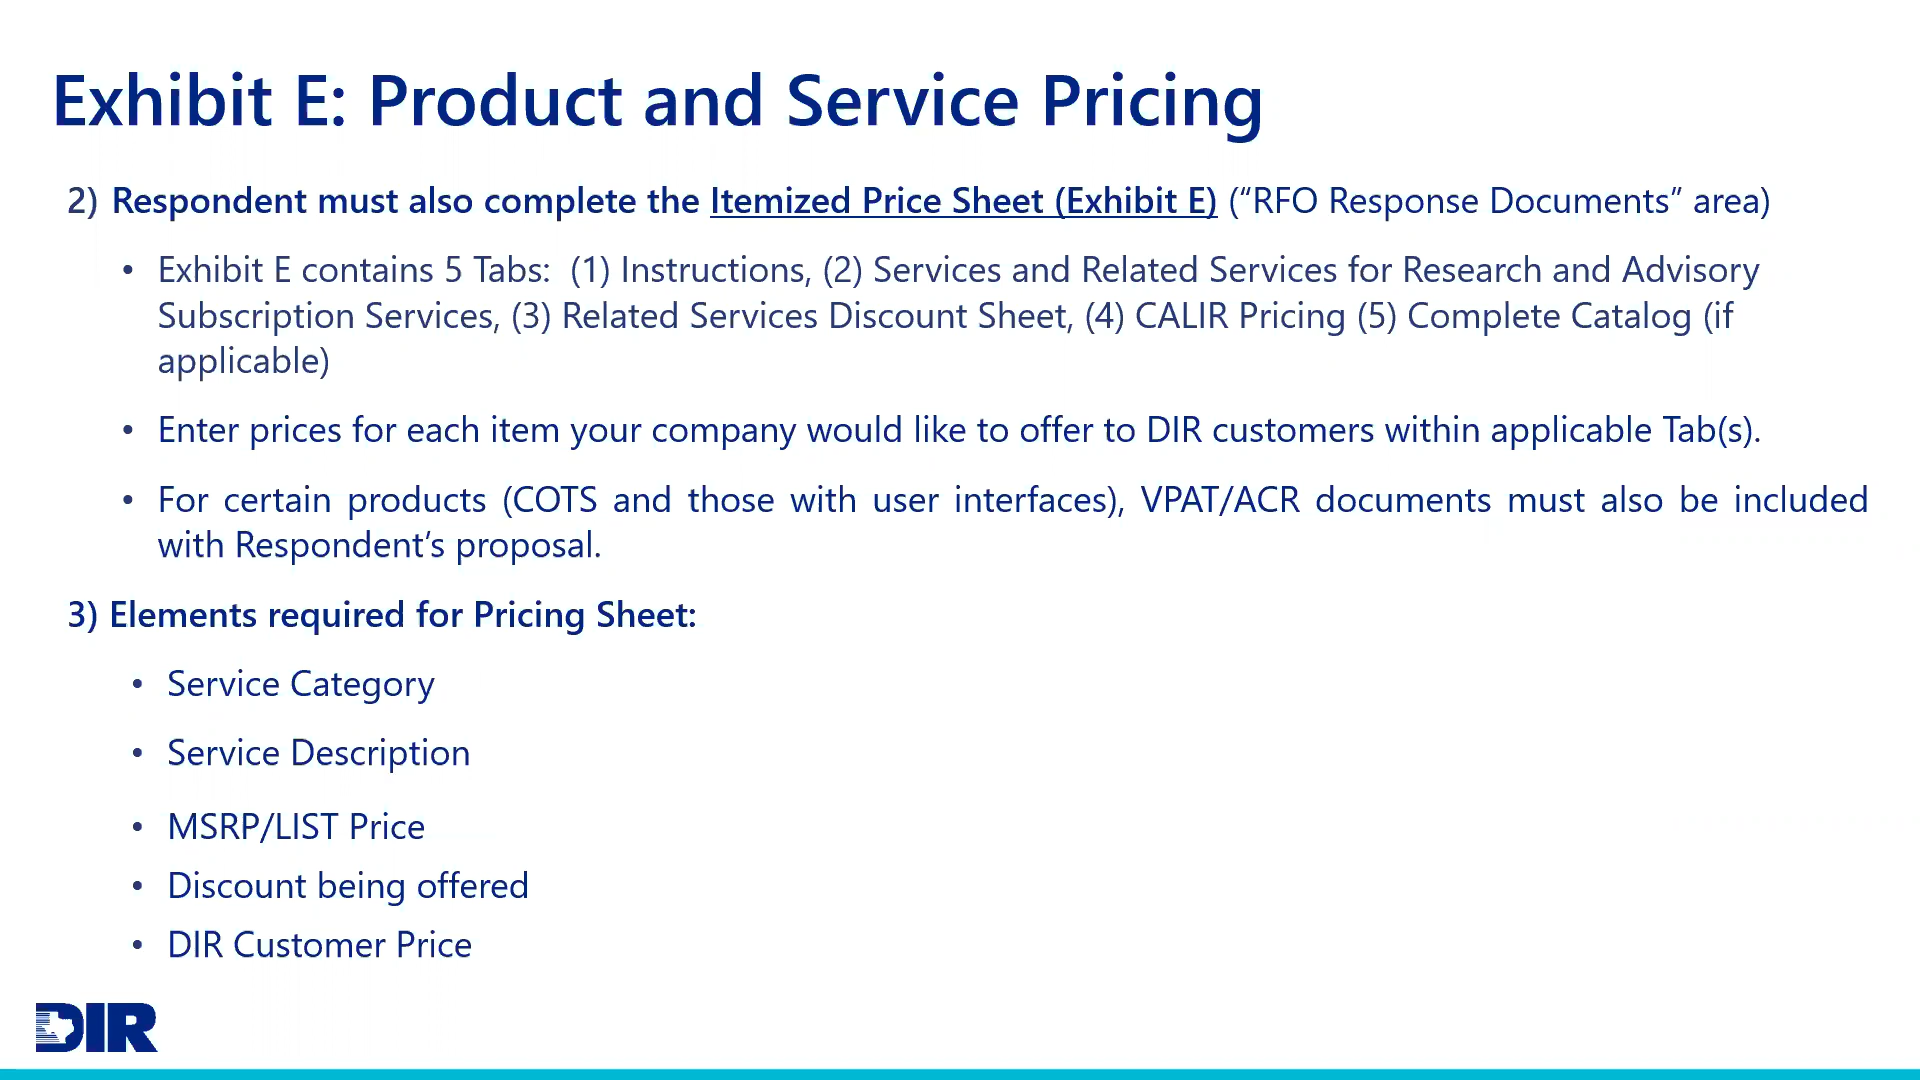 Exhibit E: Product and Service Pricing
2) Respondent must also complete the Itemized Price Sheet (Exhibit E) (“RFO Response Documents” area)
• Exhibit E contains 5 Tabs:  (1) Instructions, (2) Services and Related Services for Research and Advisory
Subscription Services, (3) Related Services Discount Sheet, (4) CALIR Pricing (5) Complete Catalog (if
applicable)
• Enter prices for each item your company would like to offer to DIR customers within applicable Tab(s).
• For certain products (COTS and those with user interfaces), VPAT/ACR documents must also be included
with Respondent’s proposal.
3) Elements required for Pricing Sheet:
• Service Category
• Service Description
• MSRP/LIST Price
• Discount being offered
• DIR Customer Price
DIR